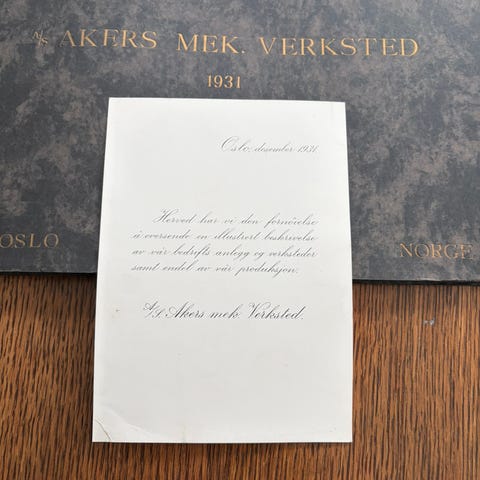 A/S AKERS MEK. VERKSTED
1931
OSLO
NORGE
Oslo, desember 1931.
Herved har vi den fornöielse
å oversende en illustrert beskrivelse
av vår bedrifts anlegg og verksteder
samt endel av vår produksjon.
A/S. Akers mek. Verksted.